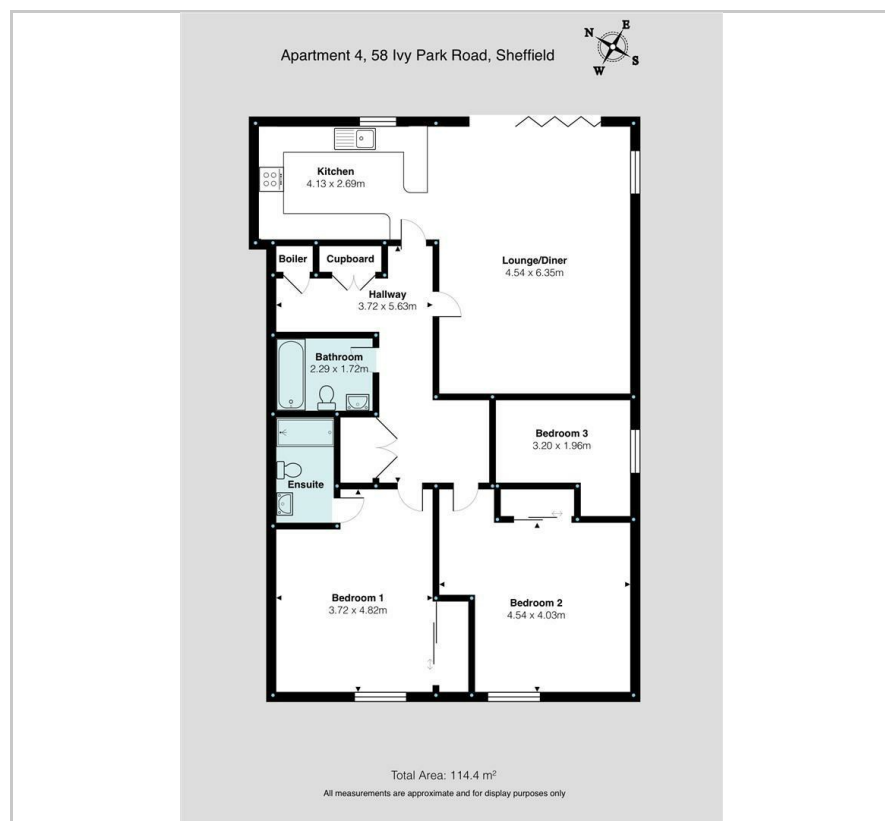 Apartment 4, 58 Ivy Park Road, Sheffield
N E
W S
Kitchen
4.13 x 2.69m
Boiler
Cupboard
Lounge/Diner
4.54 x 6.35m
Hallway
3.72 x 5.63m
Bathroom
2.29 x 1.72m
Bedroom 3
3.20 x 1.96m
Ensuite
Bedroom 1
3.72 x 4.82m
Bedroom 2
4.54 x 4.03m
Total Area: 114.4 m²
All measurements are approximate and for display purposes only